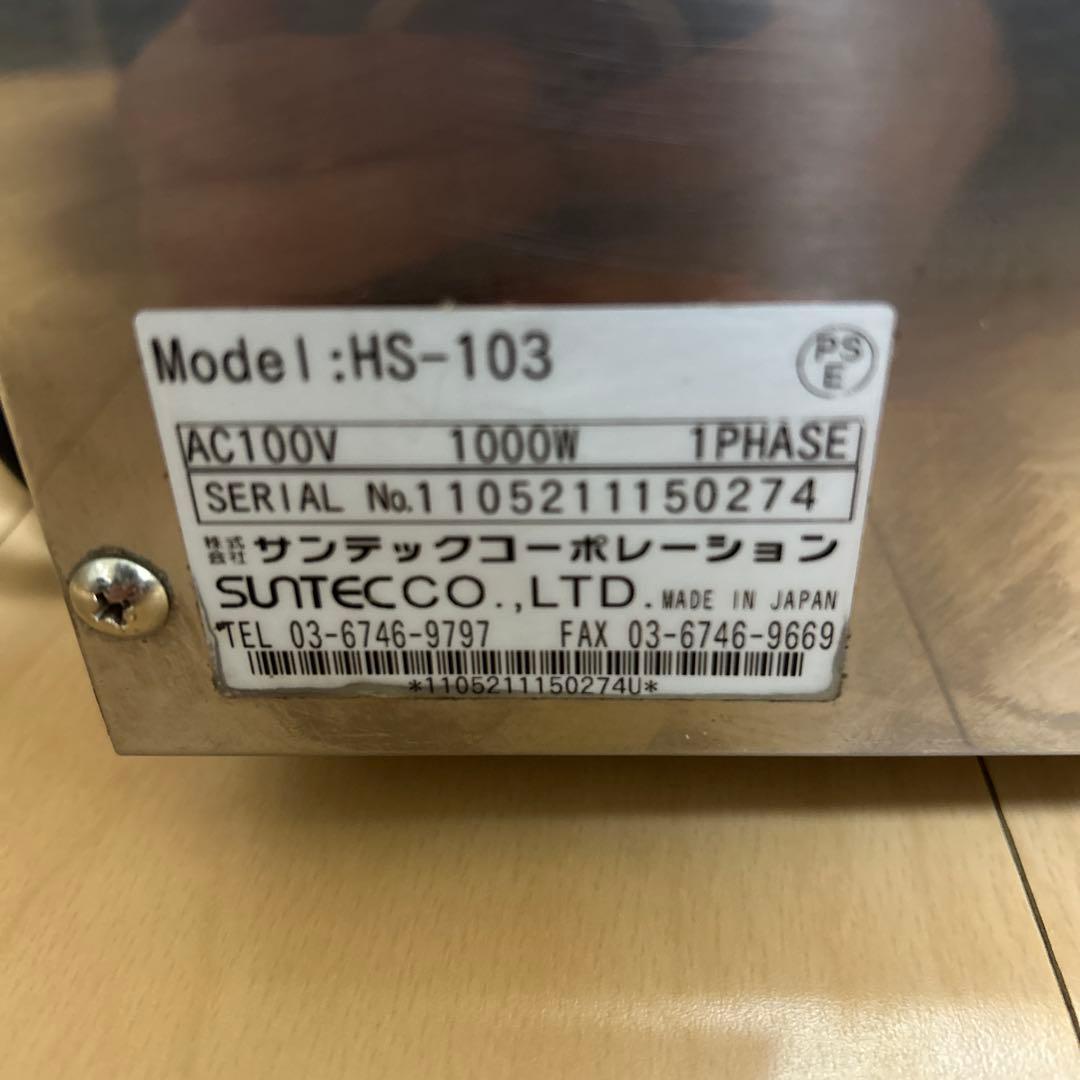 Model:HS-103
PS
E
AC100V 1000W 1PHASE
SERIAL No.1105211150274
株式会社 サンテックコーポレーション
SUNTECCO.,LTD. MADE IN JAPAN
TEL 03-6746-9797 FAX 03-6746-9669
*1105211150274U*